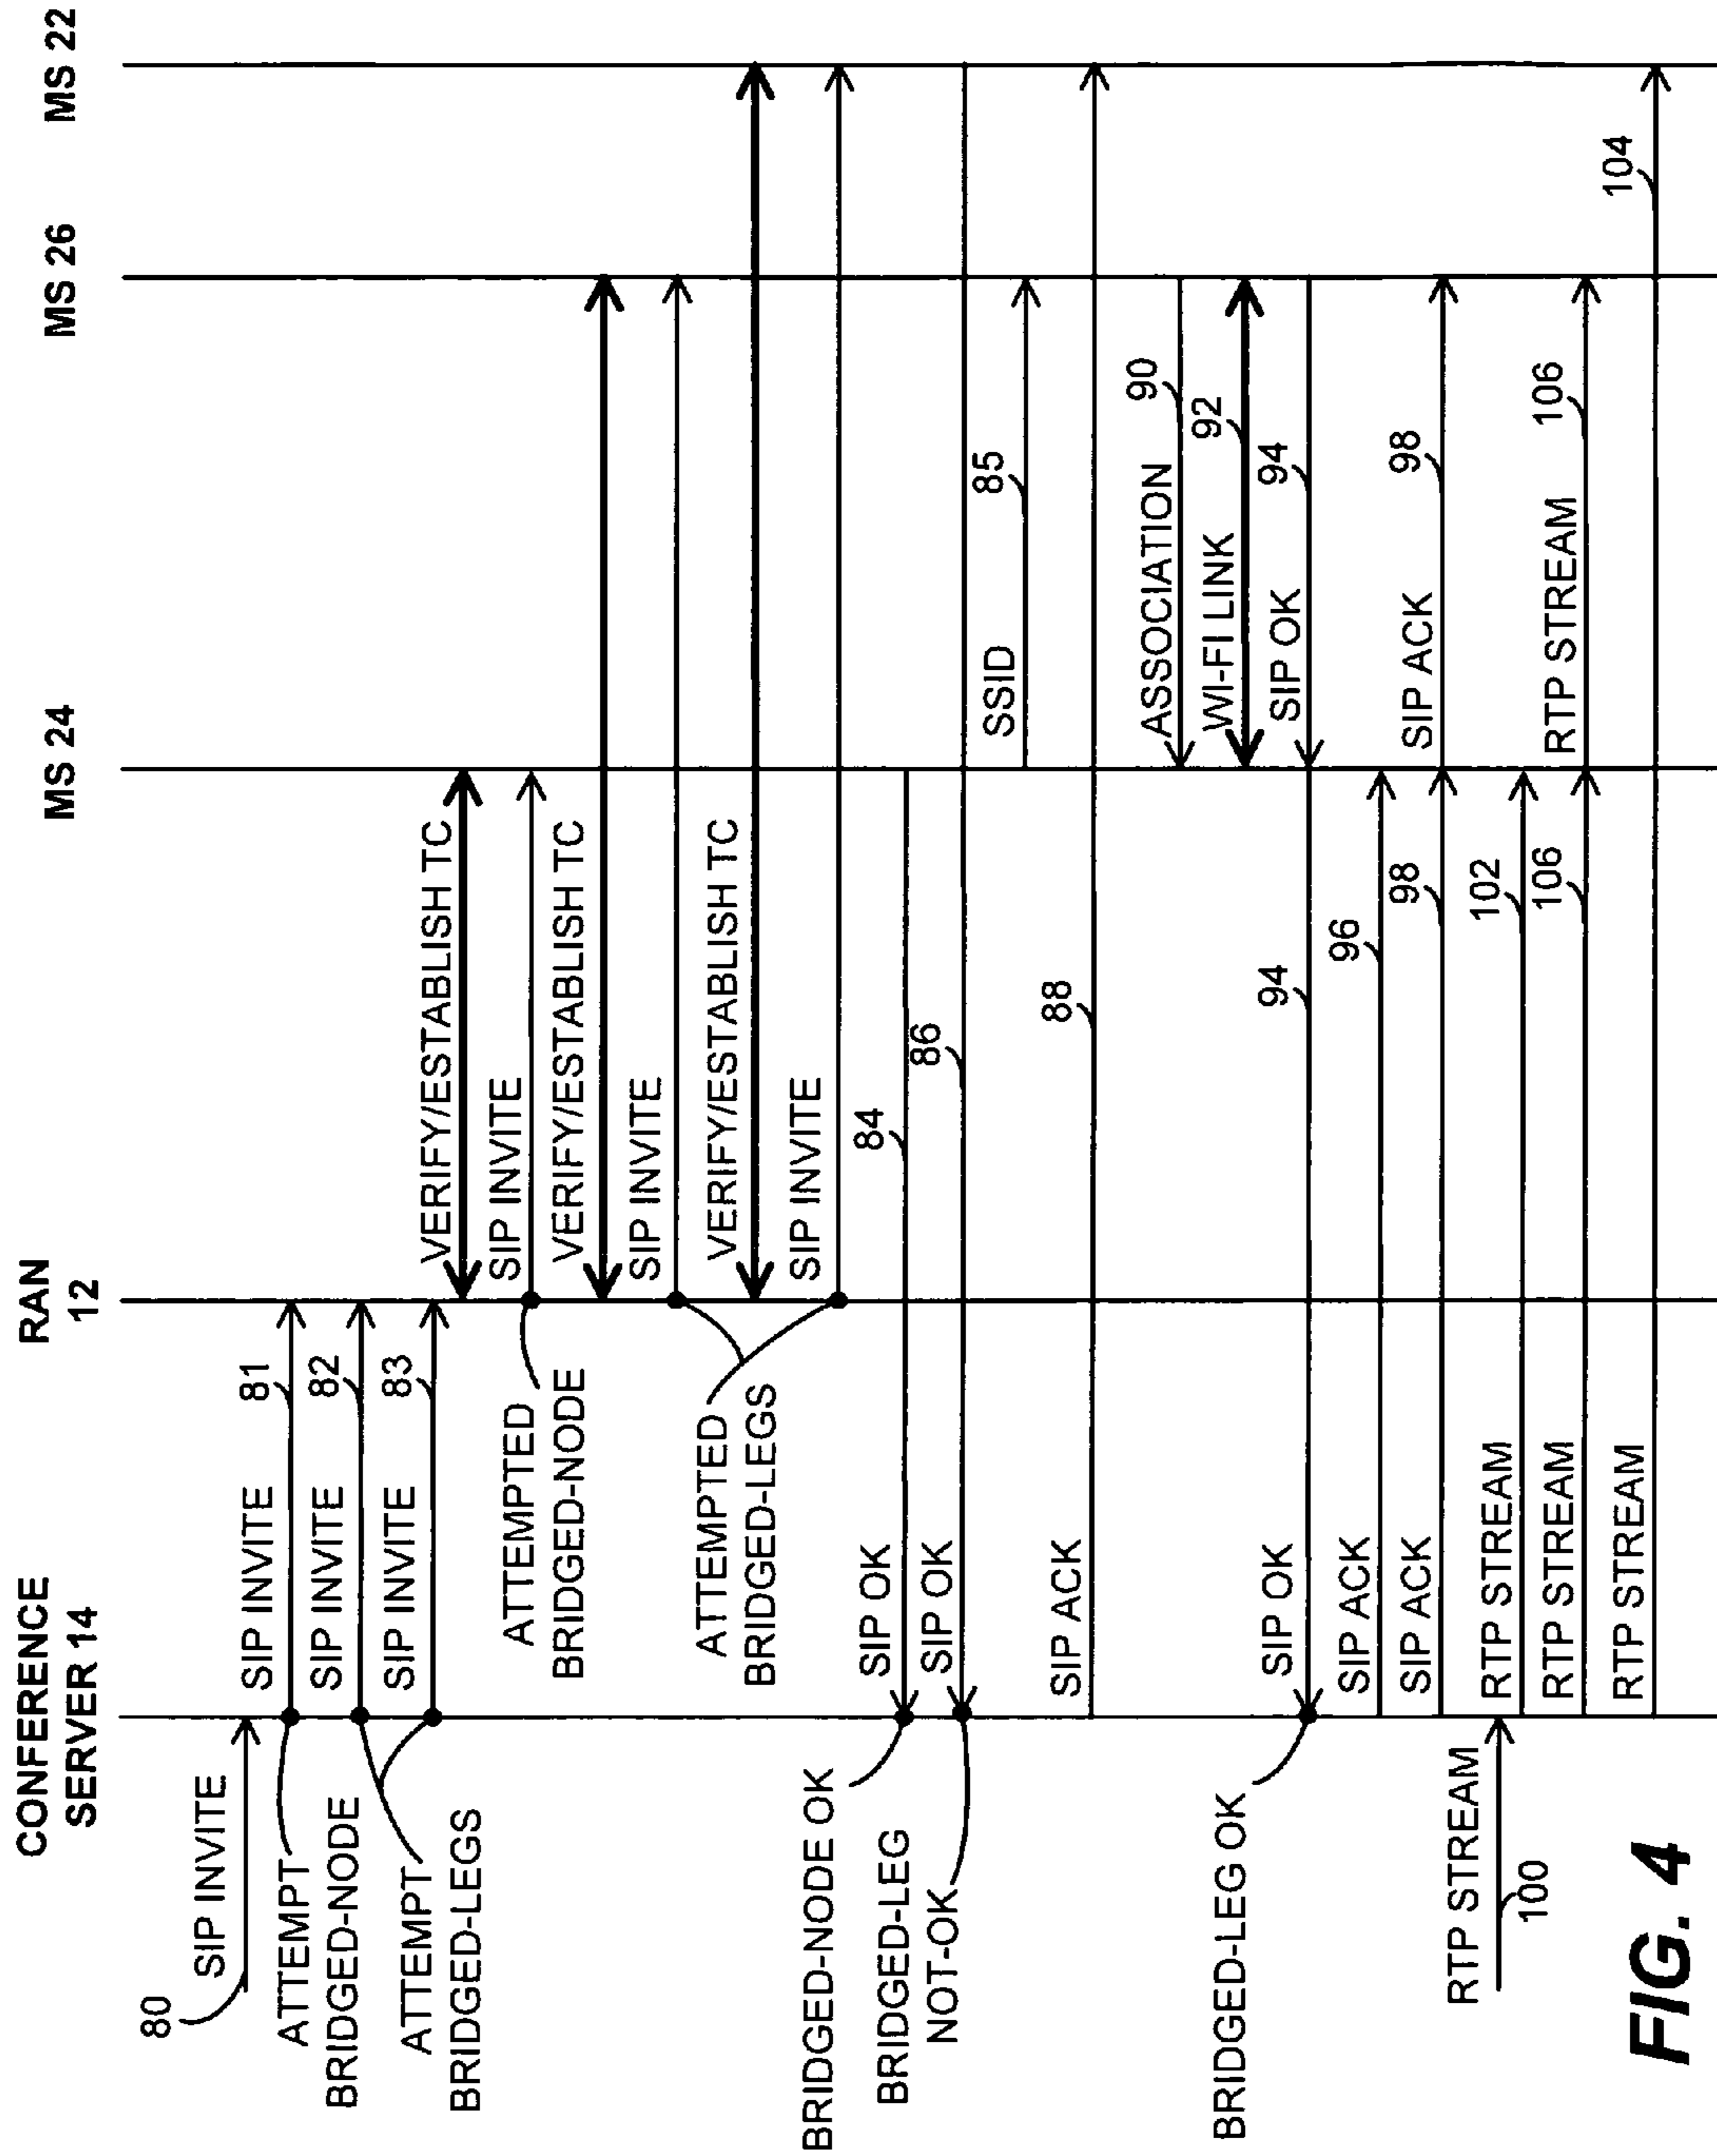 CONFERENCE
SERVER 14
RAN
12
MS 24
MS 26
MS 22
80
SIP INVITE
SIP INVITE
81
ATTEMPT
BRIDGED-NODE
SIP INVITE
82
SIP INVITE
83
ATTEMPT
BRIDGED-LEGS
VERIFY/ESTABLISH TC
SIP INVITE
ATTEMPTED
BRIDGED-NODE
VERIFY/ESTABLISH TC
SIP INVITE
ATTEMPTED
BRIDGED-LEGS
VERIFY/ESTABLISH TC
SIP INVITE
BRIDGED-NODE OK
SIP OK
84
BRIDGED-LEG
NOT-OK
SIP OK
86
SSID
85
SIP ACK
88
ASSOCIATION
90
WI-FI LINK
92
BRIDGED-LEG OK
SIP OK
94
SIP OK
94
SIP ACK
96
SIP ACK
98
SIP ACK
98
RTP STREAM
100
RTP STREAM
102
RTP STREAM
106
RTP STREAM
106
RTP STREAM
104
FIG. 4